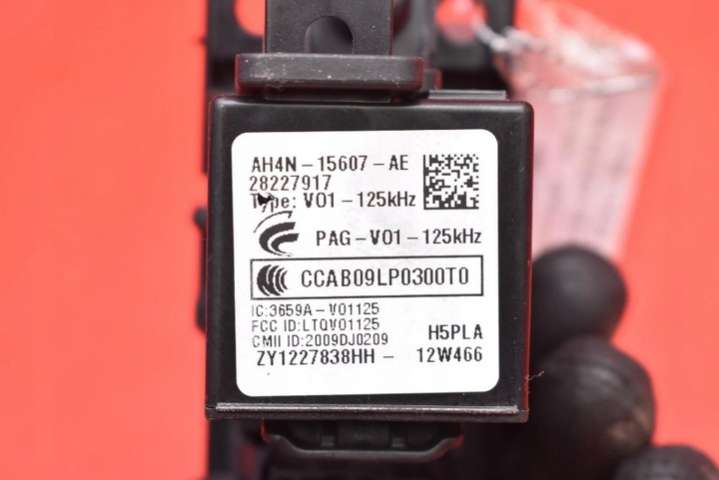 AH4N-15607-AE
28227917
Type: V01-125kHz
PAG-V01-125kHz
CCAB09LP0300T0
IC:3659A-V01125
FCC ID:LTQV01125
CMII ID:2009DJ0209
H5PLA
ZY1227838HH- 12W466